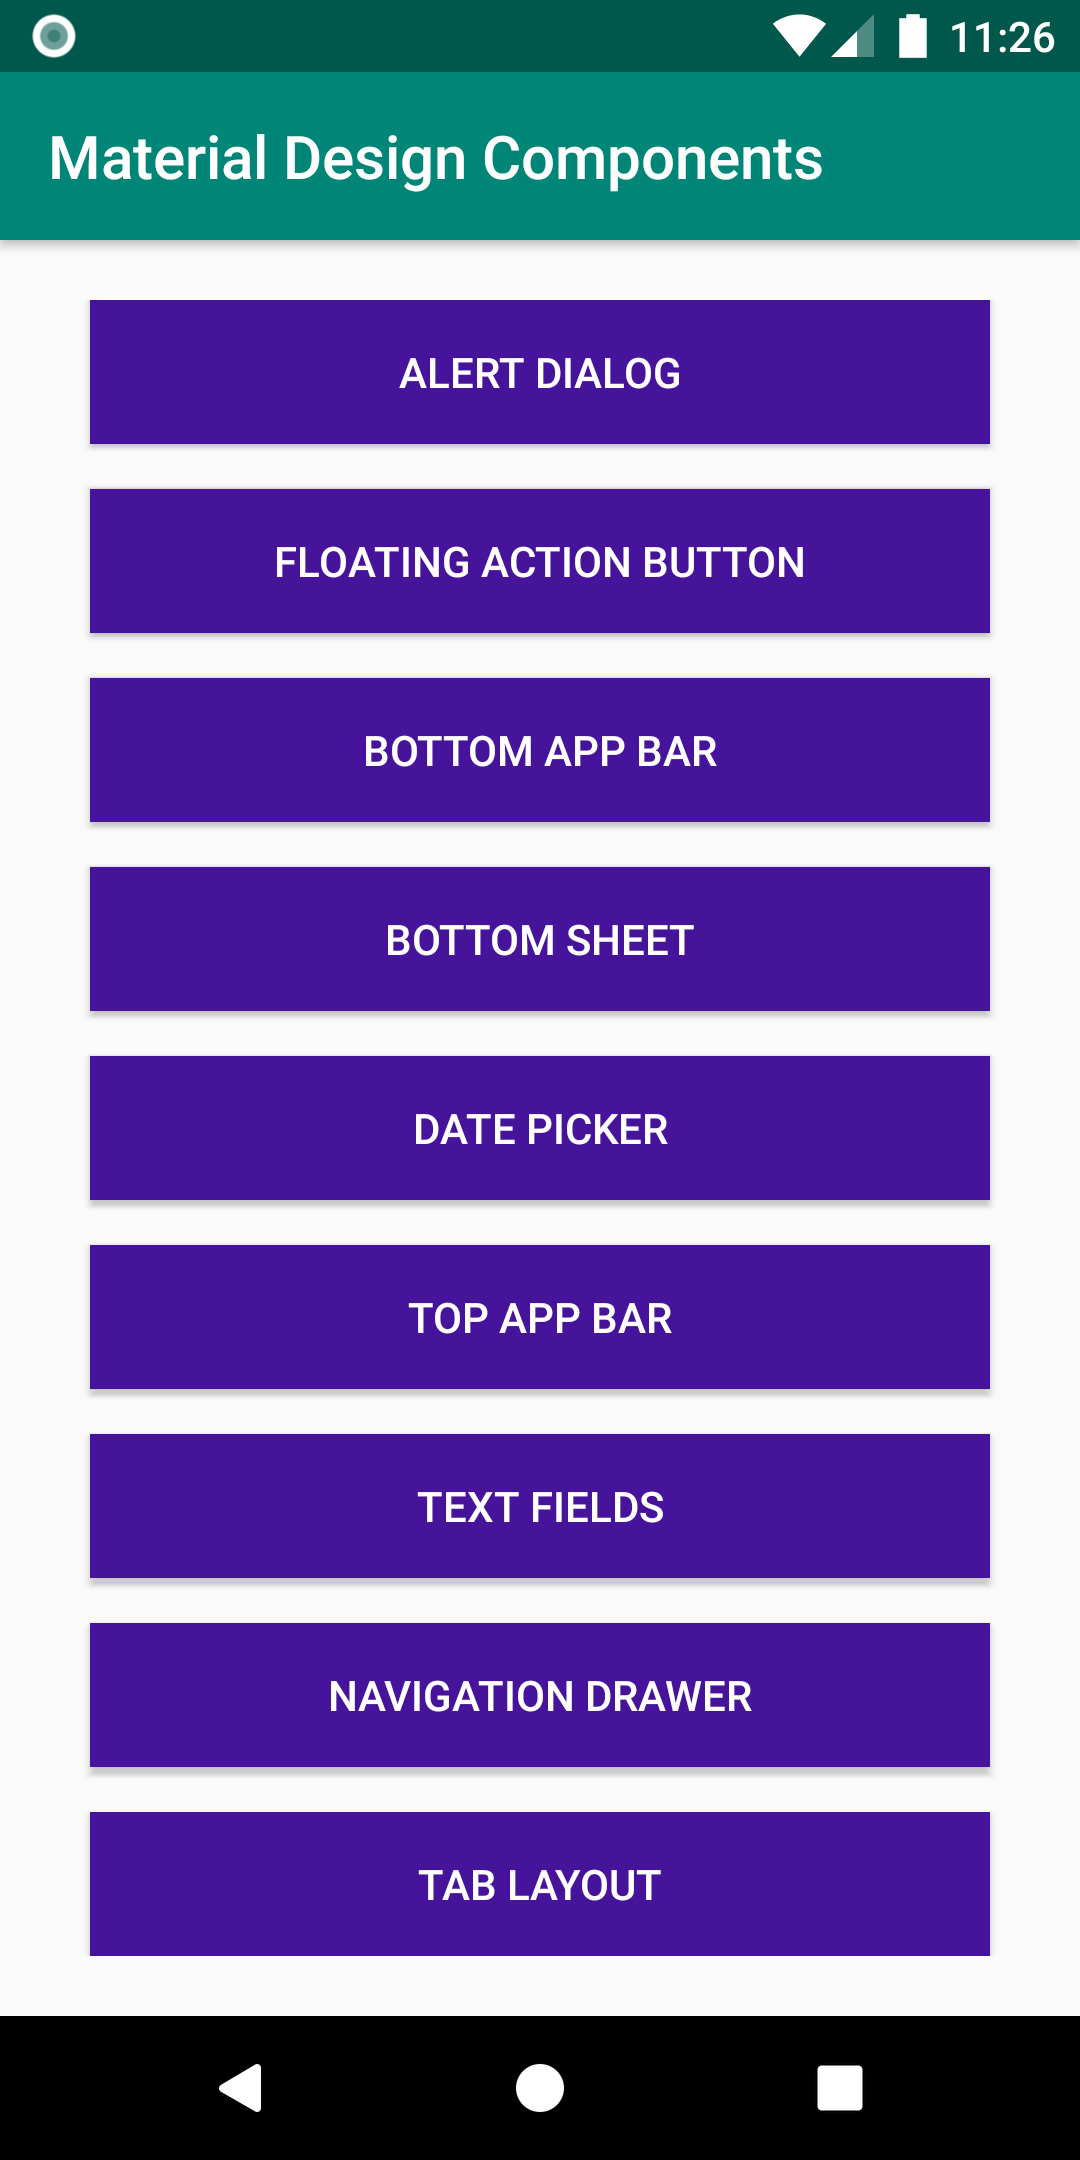 11:26
Material Design Components
ALERT DIALOG
FLOATING ACTION BUTTON
BOTTOM APP BAR
BOTTOM SHEET
DATE PICKER
TOP APP BAR
TEXT FIELDS
NAVIGATION DRAWER
TAB LAYOUT